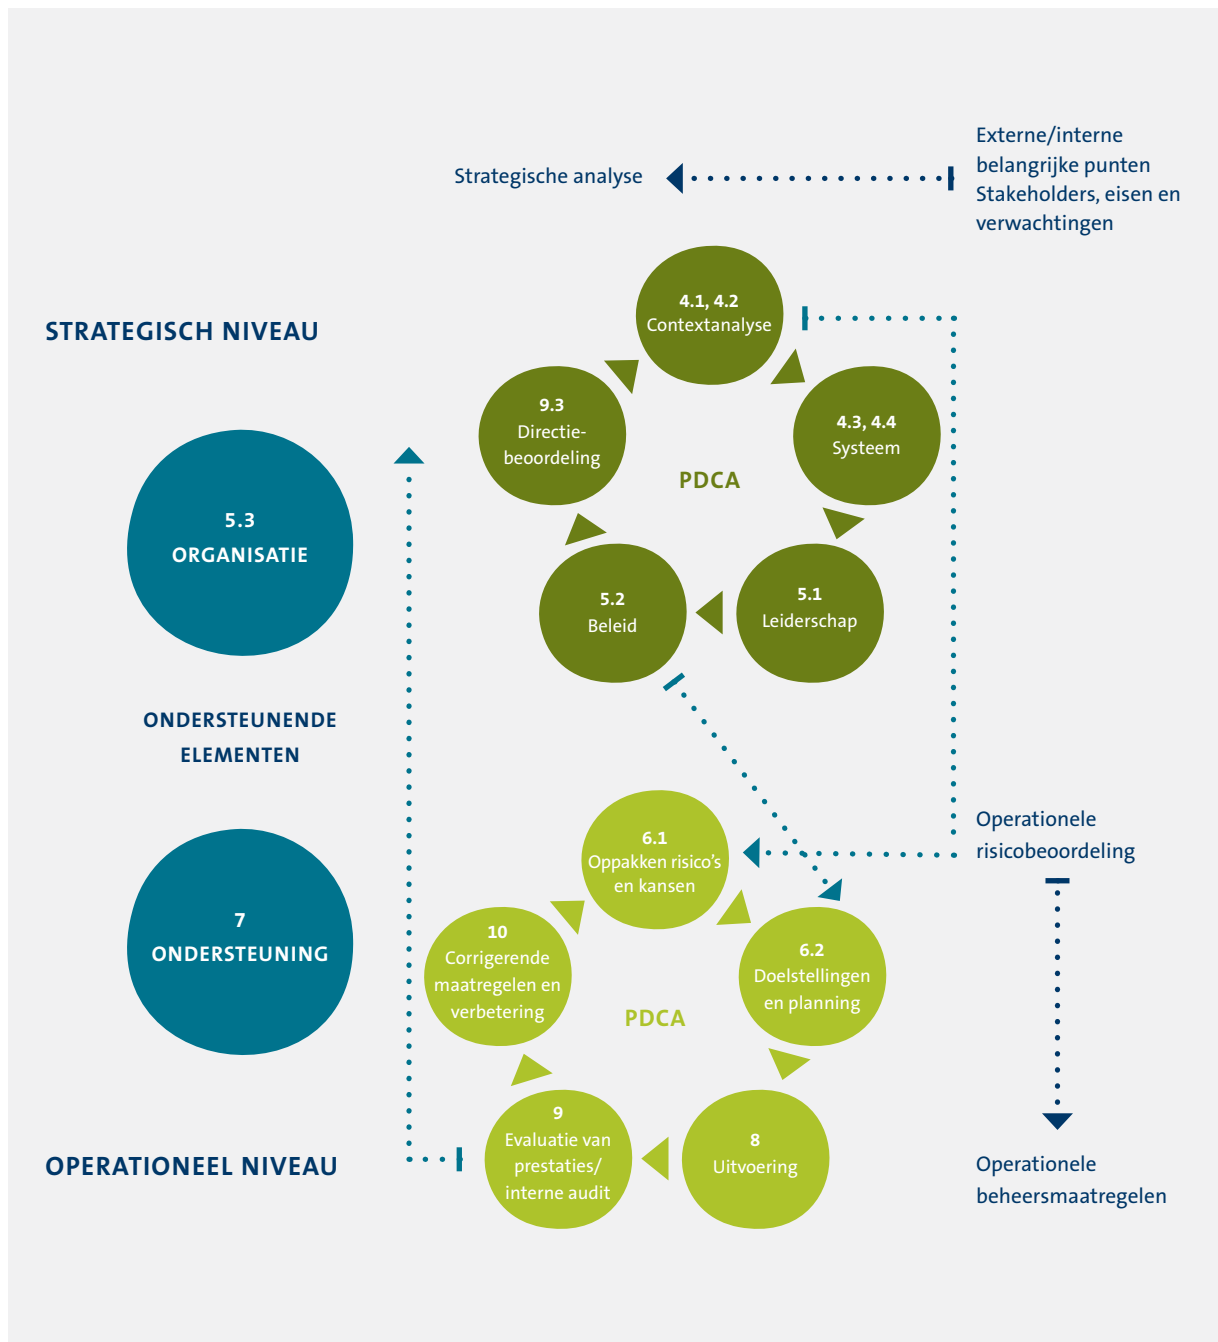 Externe/interne
belangrijke punten
Strategische analyse
Stakeholders, eisen en
verwachtingen
4.1, 4.2
Contextanalyse
STRATEGISCH NIVEAU
9.3
Directie-
beoordeling
4.3, 4.4
Systeem
PDCA
5.3
ORGANISATIE
5.2
Beleid
5.1
Leiderschap
ONDERSTEUNENDE
ELEMENTEN
6.1
Oppakken risico's
en kansen
Operationele
risicobeoordeling
7
ONDERSTEUNING
10
Corrigerende
maatregelen en
verbetering
6.2
Doelstellingen
en planning
PDCA
9
Evaluatie van
prestaties/
interne audit
8
Uitvoering
OPERATIONEEL NIVEAU
Operationele
beheersmaatregelen